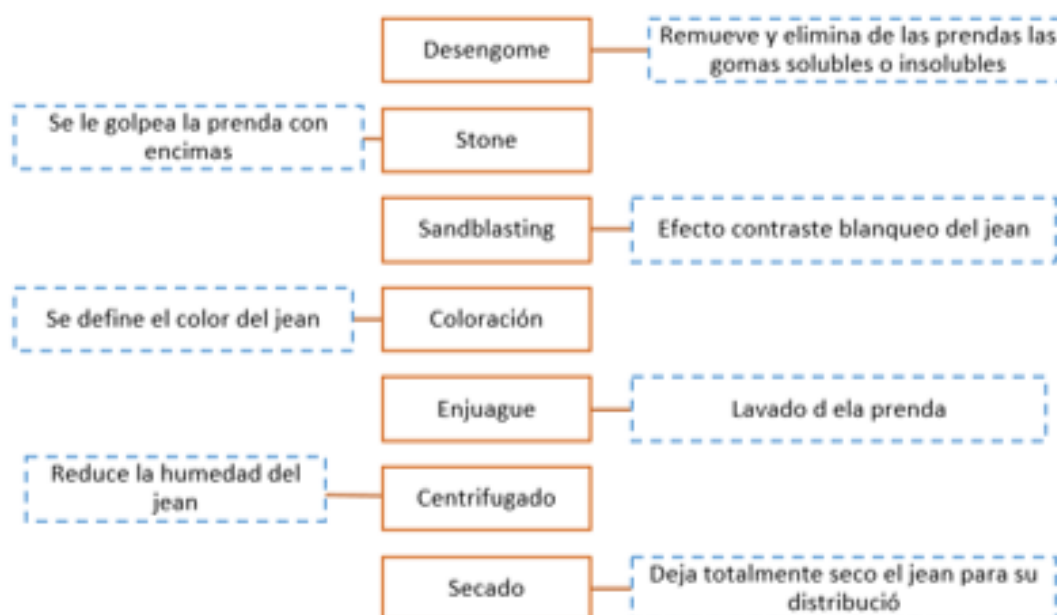 Desengome
Remueve y elimina de las prendas las
gomas solubles o insolubles
Se le golpea la prenda con
encimas
Stone
Sandblasting
Efecto contraste blanqueo del jean
Se define el color del jean
Coloración
Enjuague
Lavado d ela prenda
Reduce la humedad del
jean
Centrifugado
Secado
Deja totalmente seco el jean para su
distribució